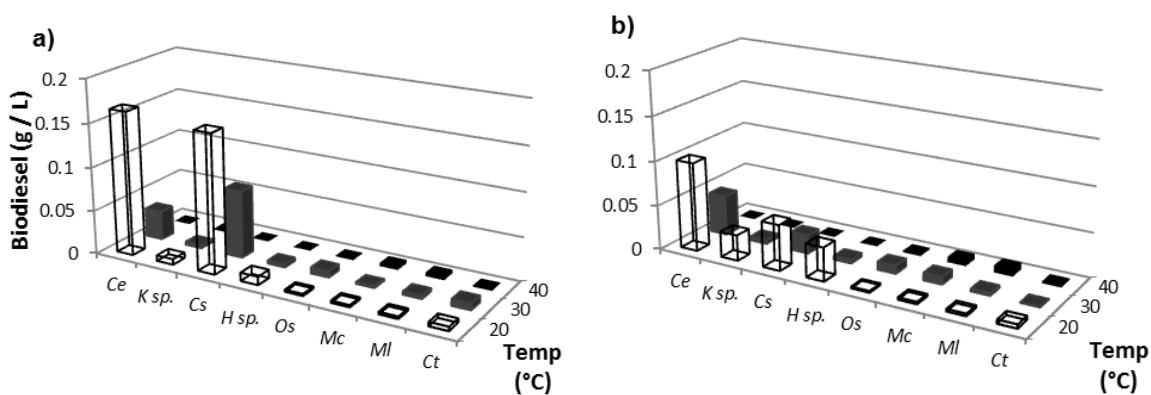 a)
Biodiesel (g / L)
0.2
0.15
0.1
0.05
0
Ce
K sp.
Cs
H sp.
Os
Mc
Ml
Ct
20
30
40
Temp
(°C)
b)
0.2
0.15
0.1
0.05
0
Ce
K sp.
Cs
H sp.
Os
Mc
Ml
Ct
20
30
40
Temp
(°C)